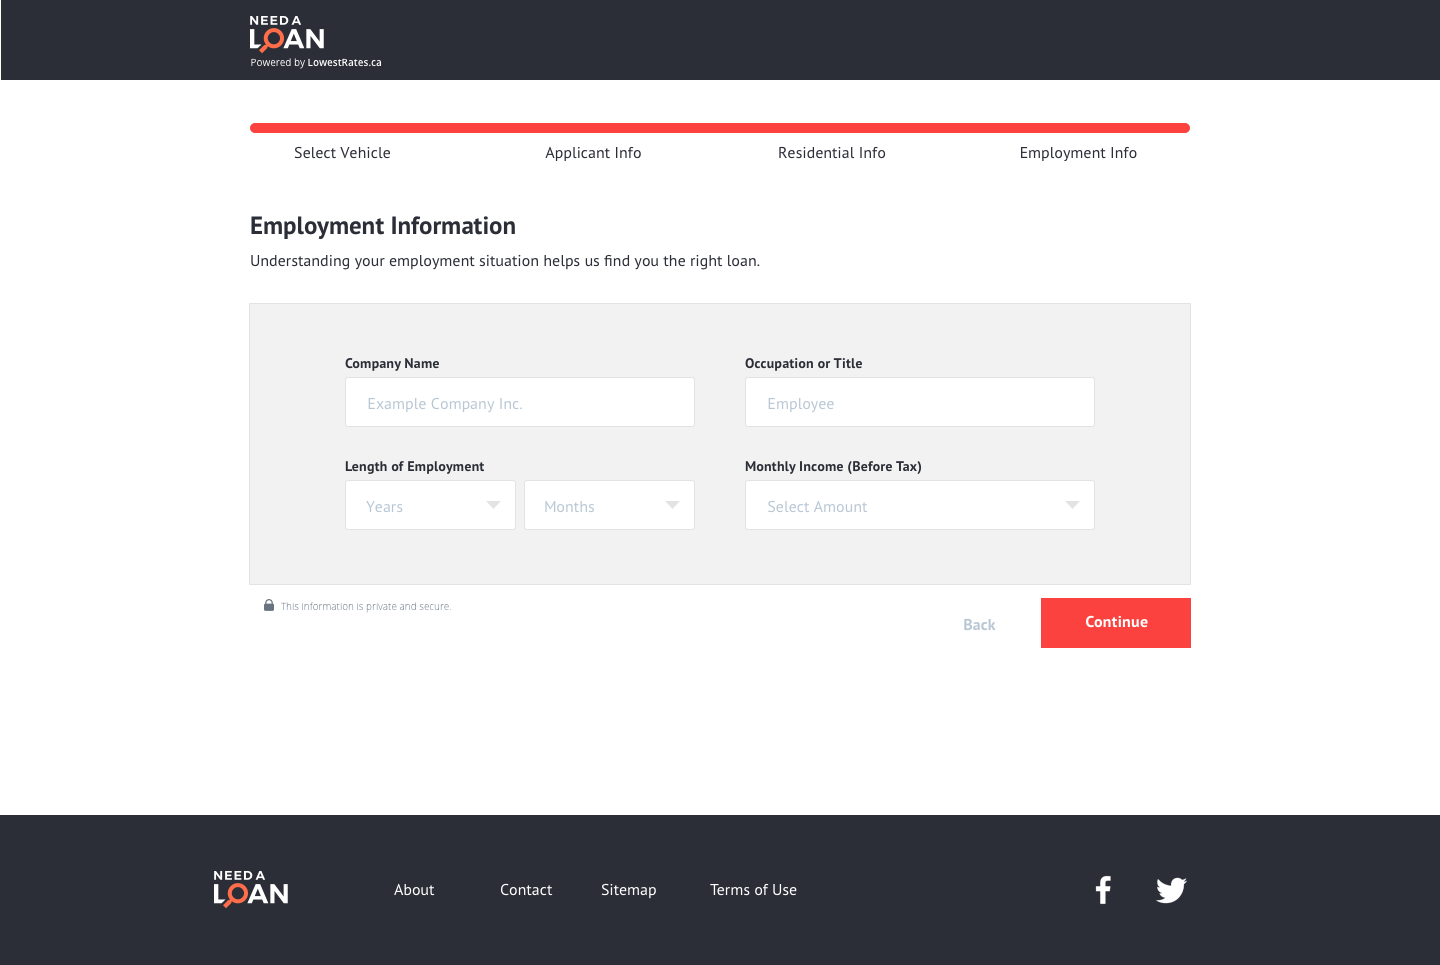 NEED A
LOAN
Powered by LowestRates.ca
Select Vehicle
Applicant Info
Residential Info
Employment Info
Employment Information
Understanding your employment situation helps us find you the right loan.
Company Name
Occupation or Title
Example Company Inc.
Employee
Length of Employment
Monthly Income (Before Tax)
Years
Months
Select Amount
This information is private and secure.
Back
Continue
NEED A
LOAN
About
Contact
Sitemap
Terms of Use